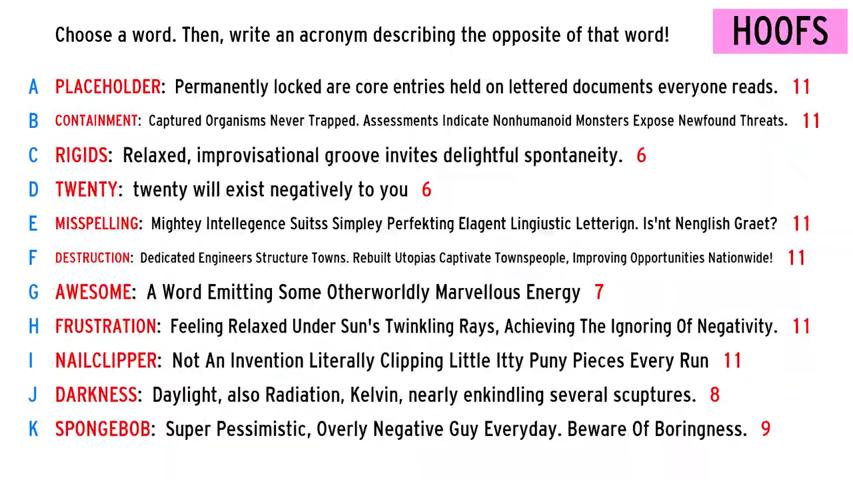 Choose a word. Then, write an acronym describing the opposite of that word!
HOOFS
A PLACEHOLDER: Permanently locked are core entries held on lettered documents everyone reads. 11
B CONTAINMENT: Captured Organisms Never Trapped. Assessments Indicate Nonhumanoid Monsters Expose Newfound Threats. 11
C RIGIDS: Relaxed, improvisational groove invites delightful spontaneity. 6
D TWENTY: twenty will exist negatively to you 6
E MISSPELLING: Mightey Intellegence Suitss Simpley Perfekting Elagent Lingiustic Letterign. Is'nt Nenglish Graet? 11
F DESTRUCTION: Dedicated Engineers Structure Towns. Rebuilt Utopias Captivate Townspeople, Improving Opportunities Nationwide! 11
G AWESOME: A Word Emitting Some Otherworldly Marvellous Energy 7
H FRUSTRATION: Feeling Relaxed Under Sun's Twinkling Rays, Achieving The Ignoring Of Negativity. 11
I NAILCLIPPER: Not An Invention Literally Clipping Little Itty Puny Pieces Every Run 11
J DARKNESS: Daylight, also Radiation, Kelvin, nearly enkindling several scuptures. 8
K SPONGEBOB: Super Pessimistic, Overly Negative Guy Everyday. Beware Of Boringness. 9